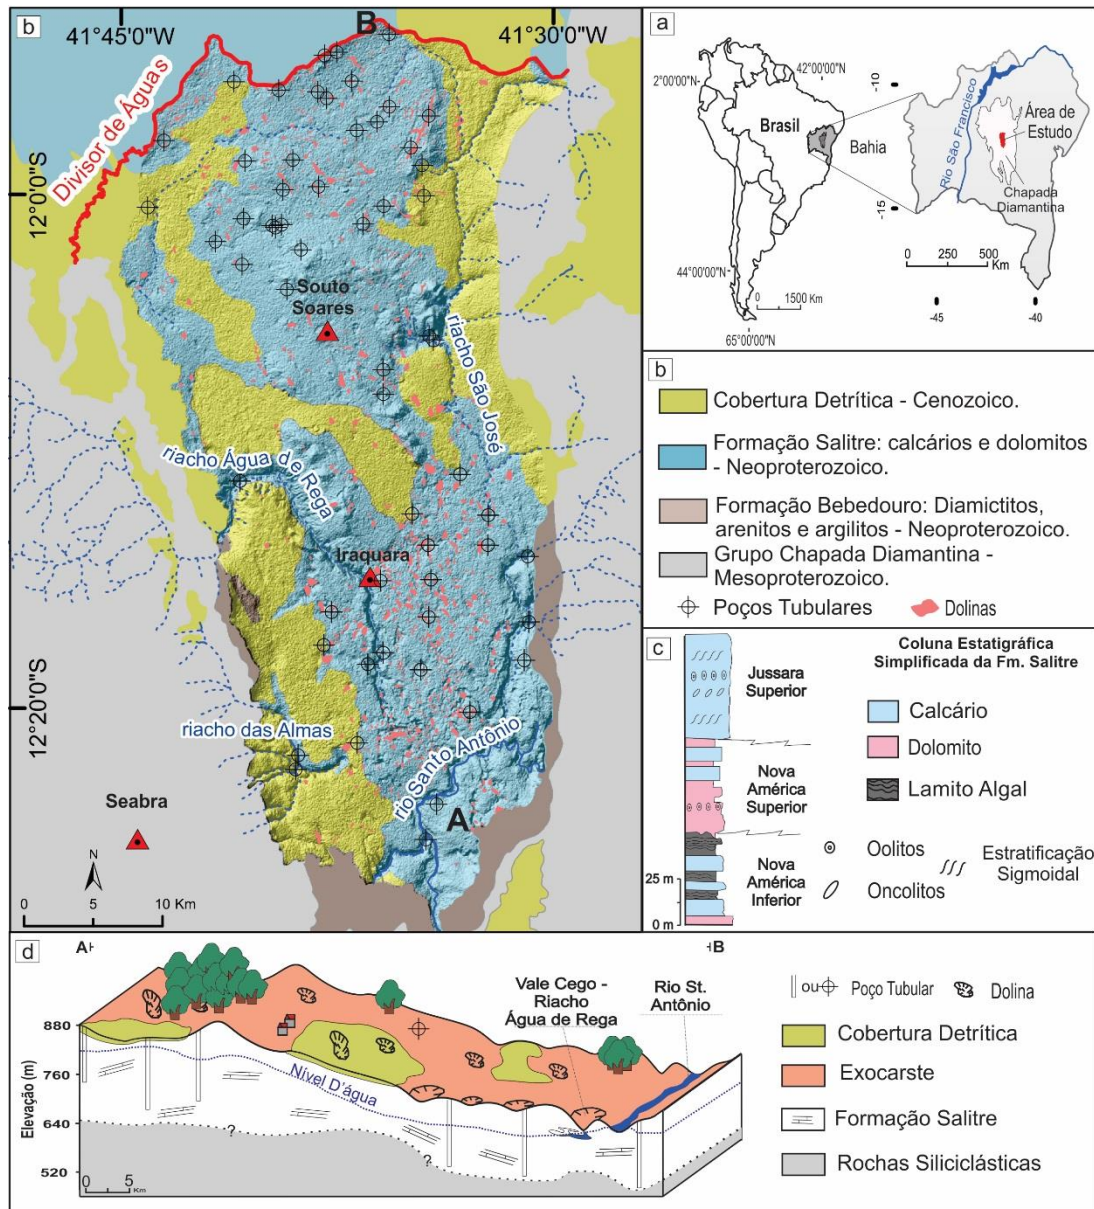 b
41°45'0"W
B
41°30'0"W
Divisor de Águas
12°0'0"S
Souto
Soares
riacho São José
riacho Água de Rega
Iraquara
12°20'0"S
riacho das Almas
rio Santo Antônio
A
Seabra
N
0 5 10 Km
a
42°00'00"N
2°00'00"N
Brasil
Bahia
44°00'00"N
0 1500 Km
65°00'00"N
-10
Rio São Francisco
Área de
Estudo
Chapada
Diamantina
-15
0 250 500
Km
-45
-40
b
Cobertura Detrítica - Cenozoico.
Formação Salitre: calcários e dolomitos
- Neoproterozoico.
Formação Bebedouro: Diamictitos,
arenitos e argilitos - Neoproterozoico.
Grupo Chapada Diamantina -
Mesoproterozoico.
Poços Tubulares
Dolinas
c
Coluna Estatigráfica
Simplificada da Fm. Salitre
Jussara
Superior
Calcário
Dolomito
Nova
América
Superior
Lamito Algal
Oolitos
Estratificação
Sigmoidal
Nova
América
Inferior
Oncolitos
25 m
0 m
d
A
B
Vale Cego -
Riacho
Água de Rega
Rio St.
Antônio
Elevação (m)
880
760
640
520
Nível D'água
?
?
0 5
Km
ou
Poço Tubular
Dolina
Cobertura Detrítica
Exocarste
Formação Salitre
Rochas Siliciclásticas